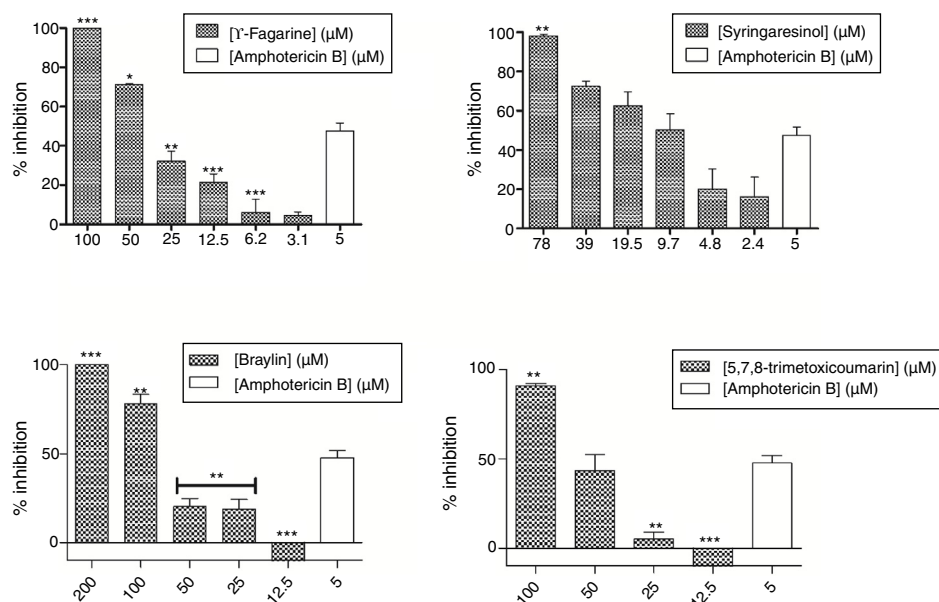 ***
[ϒ-Fagarine] (µM)
[Amphotericin B] (µM)
100
*
80
60
**
***
40
***
20
0
% inhibition
100 50 25 12.5 6.2 3.1 5
**
[Syringaresinol] (µM)
[Amphotericin B] (µM)
100
80
60
40
20
0
% inhibition
78 39 19.5 9.7 4.8 2.4 5
***
[Braylin] (µM)
[Amphotericin B] (µM)
100
**
50
**
***
0
% inhibition
200 100 50 25 12.5 5
**
[5,7,8-trimetoxicoumarin] (µM)
[Amphotericin B] (µM)
100
50
**
***
0
% inhibition
100 50 25 12.5 5